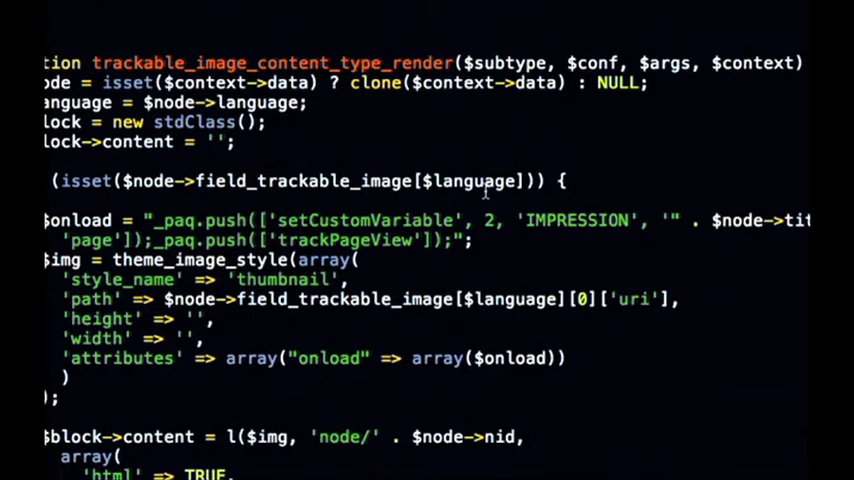 tion trackable_image_content_type_render($subtype, $conf, $args, $context)
ode = isset($context->data) ? clone($context->data) : NULL;
anguage = $node->language;
lock = new stdClass();
lock->content = '';
(isset($node->field_trackable_image[$language])) {
$onload = "_paq.push(['setCustomVariable', 2, 'IMPRESSION', '" . $node->tit
'page']);_paq.push(['trackPageView']);";
$img = theme_image_style(array(
'style_name' => 'thumbnail',
'path' => $node->field_trackable_image[$language][0]['uri'],
'height' => '',
'width' => '',
'attributes' => array("onload" => array($onload))
)
);
$block->content = l($img, 'node/' . $node->nid,
array(
'html' => TRUE,